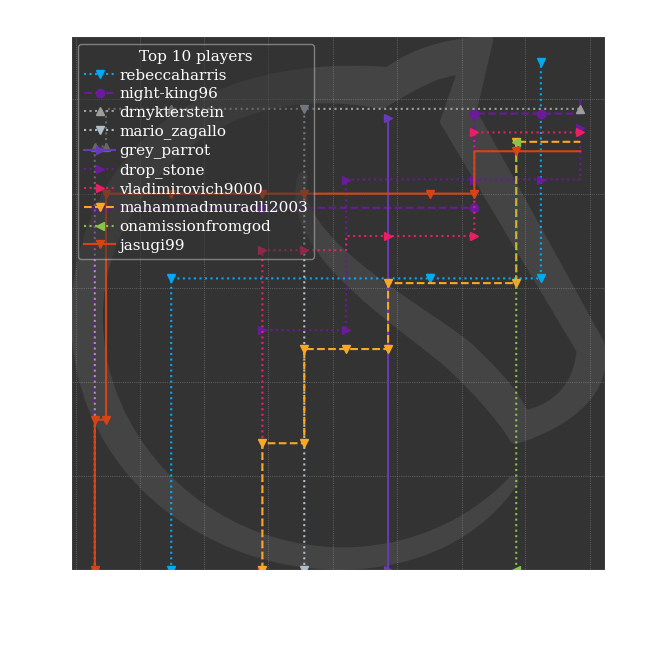 Top 10 players
rebeccaharris
night-king96
drnykterstein
mario_zagallo
grey_parrot
drop_stone
vladimirovich9000
mahammadmuradli2003
onamissionfromgod
jasugi99